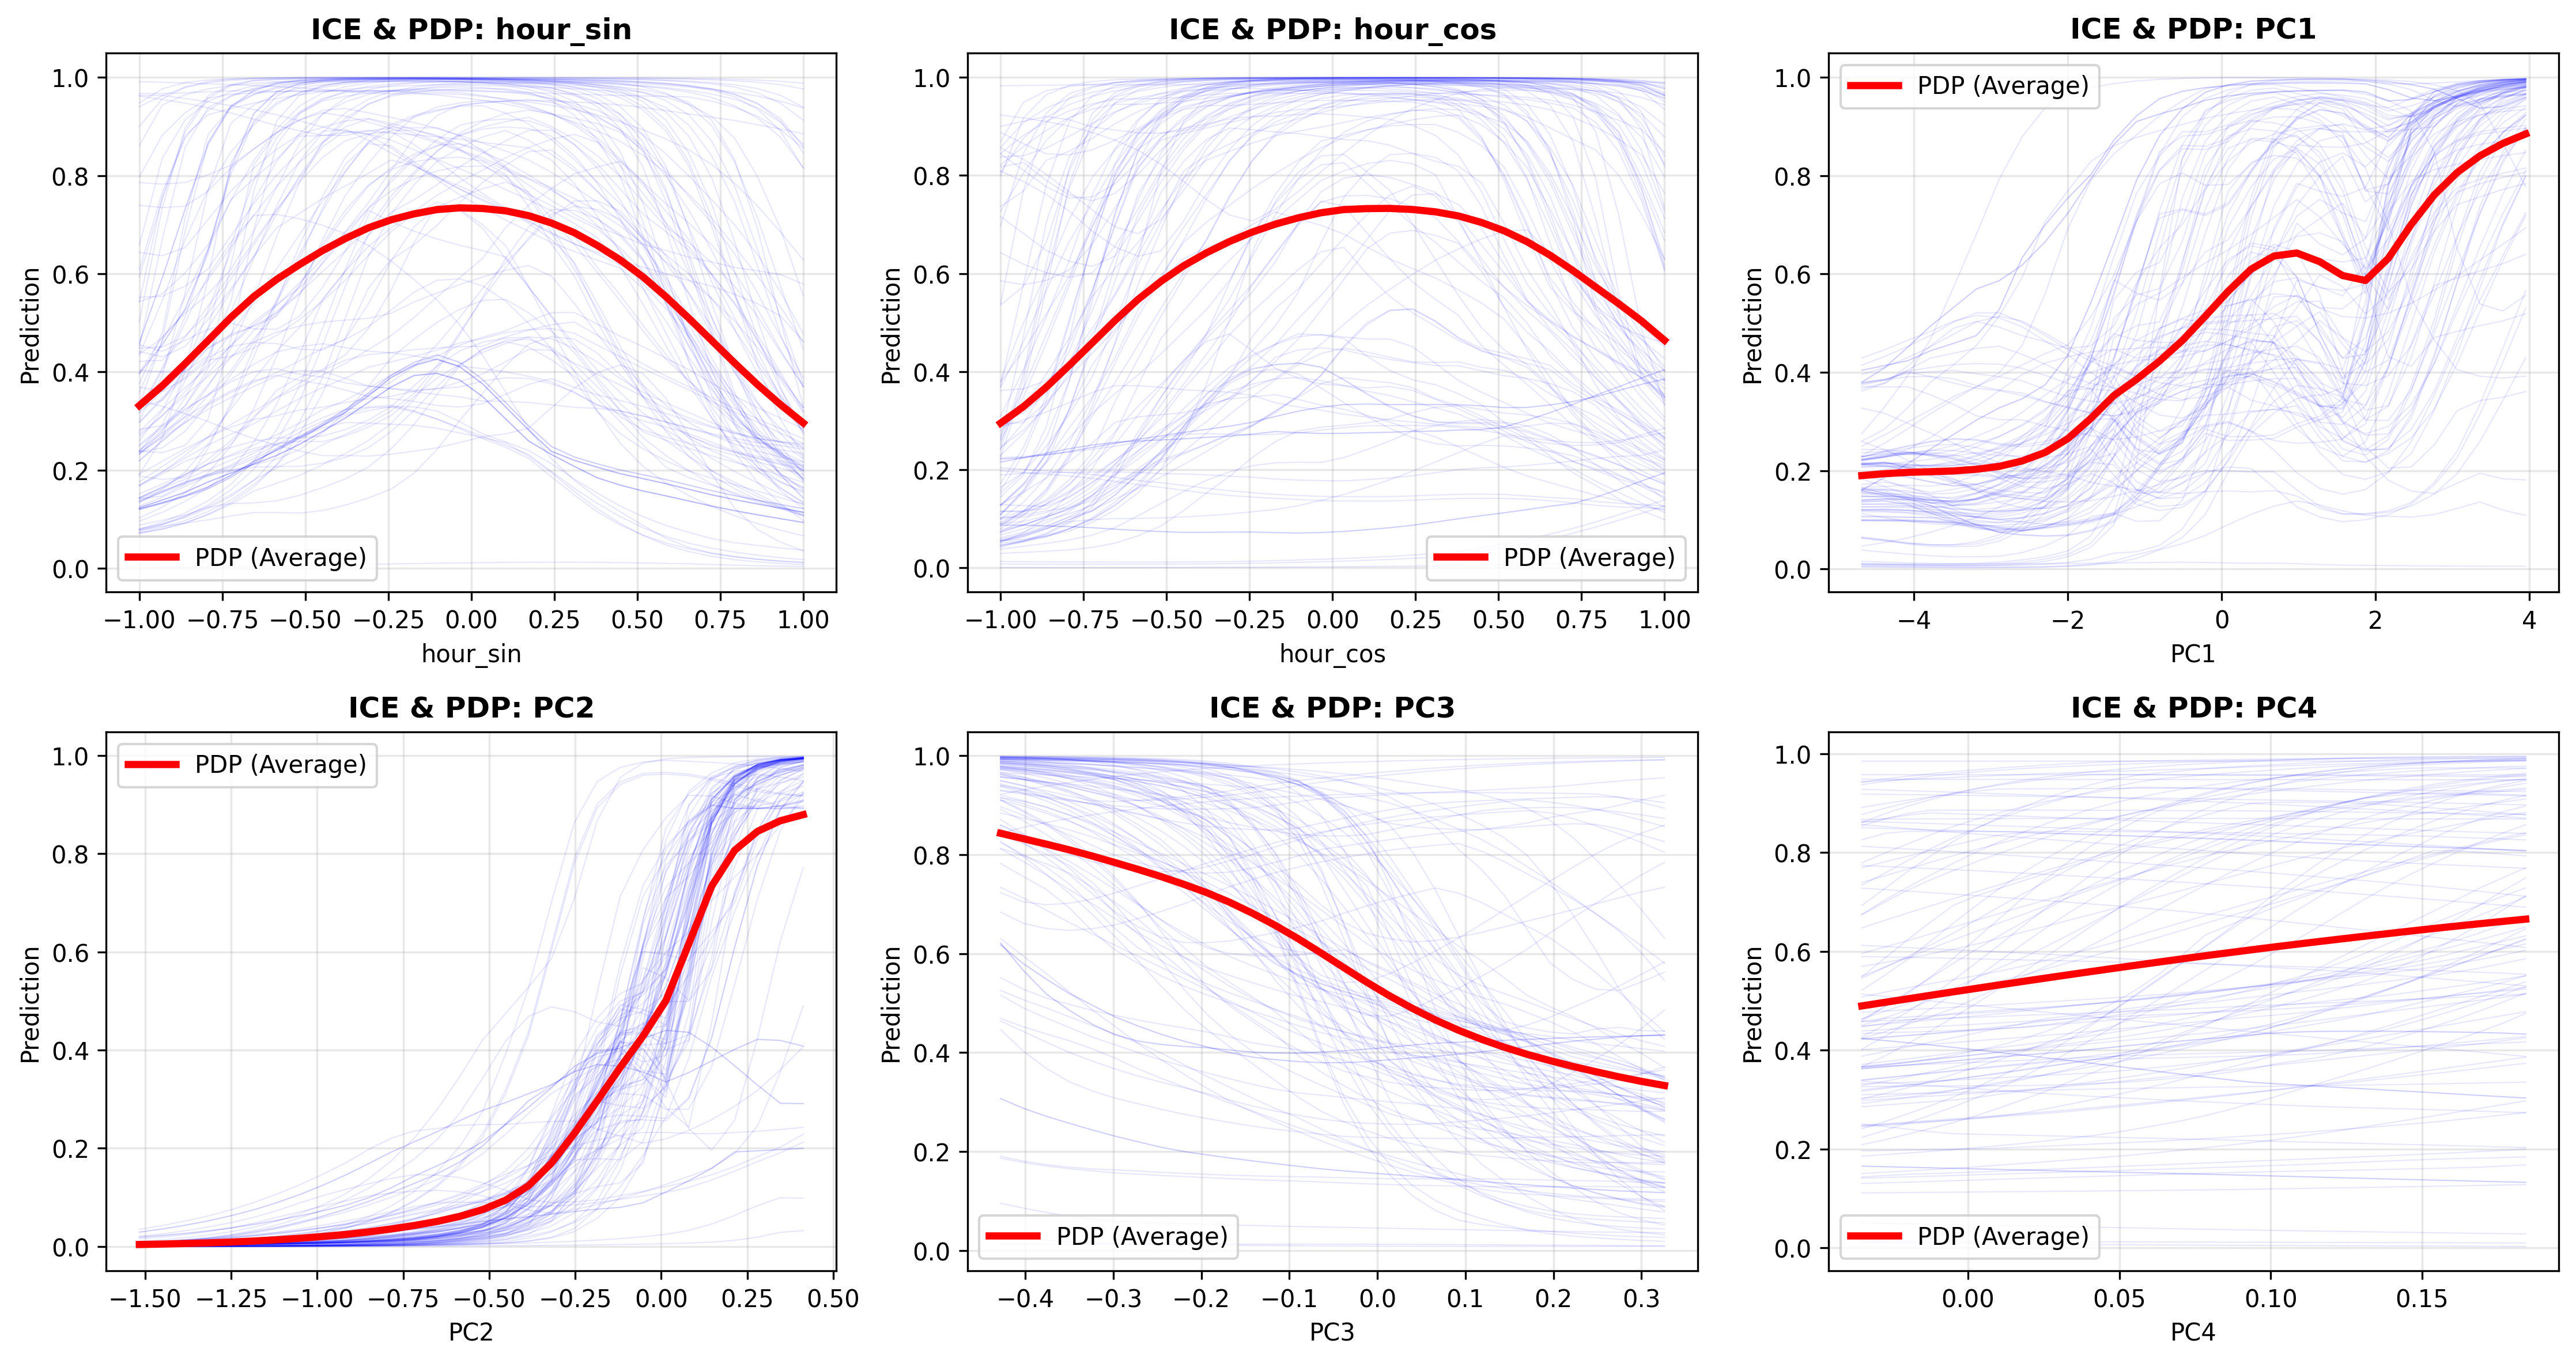 ICE & PDP: hour_sin
Prediction
1.0
0.8
0.6
0.4
0.2
0.0
PDP (Average)
−1.00 −0.75 −0.50 −0.25 0.00 0.25 0.50 0.75 1.00
hour_sin
ICE & PDP: hour_cos
Prediction
1.0
0.8
0.6
0.4
0.2
0.0
PDP (Average)
−1.00 −0.75 −0.50 −0.25 0.00 0.25 0.50 0.75 1.00
hour_cos
ICE & PDP: PC1
PDP (Average)
Prediction
1.0
0.8
0.6
0.4
0.2
0.0
−4 −2 0 2 4
PC1
ICE & PDP: PC2
PDP (Average)
Prediction
1.0
0.8
0.6
0.4
0.2
0.0
−1.50 −1.25 −1.00 −0.75 −0.50 −0.25 0.00 0.25 0.50
PC2
ICE & PDP: PC3
Prediction
1.0
0.8
0.6
0.4
0.2
0.0
PDP (Average)
−0.4 −0.3 −0.2 −0.1 0.0 0.1 0.2 0.3
PC3
ICE & PDP: PC4
Prediction
1.0
0.8
0.6
0.4
0.2
0.0
PDP (Average)
0.00 0.05 0.10 0.15
PC4